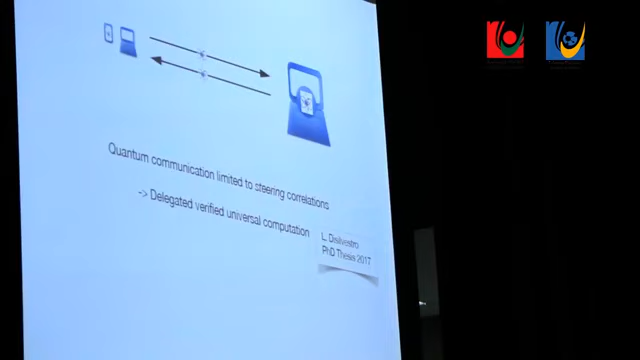 Quantum communication limited to steering correlations
-> Delegated verified universal computation
L. Disilvestro
PhD Thesis 2017